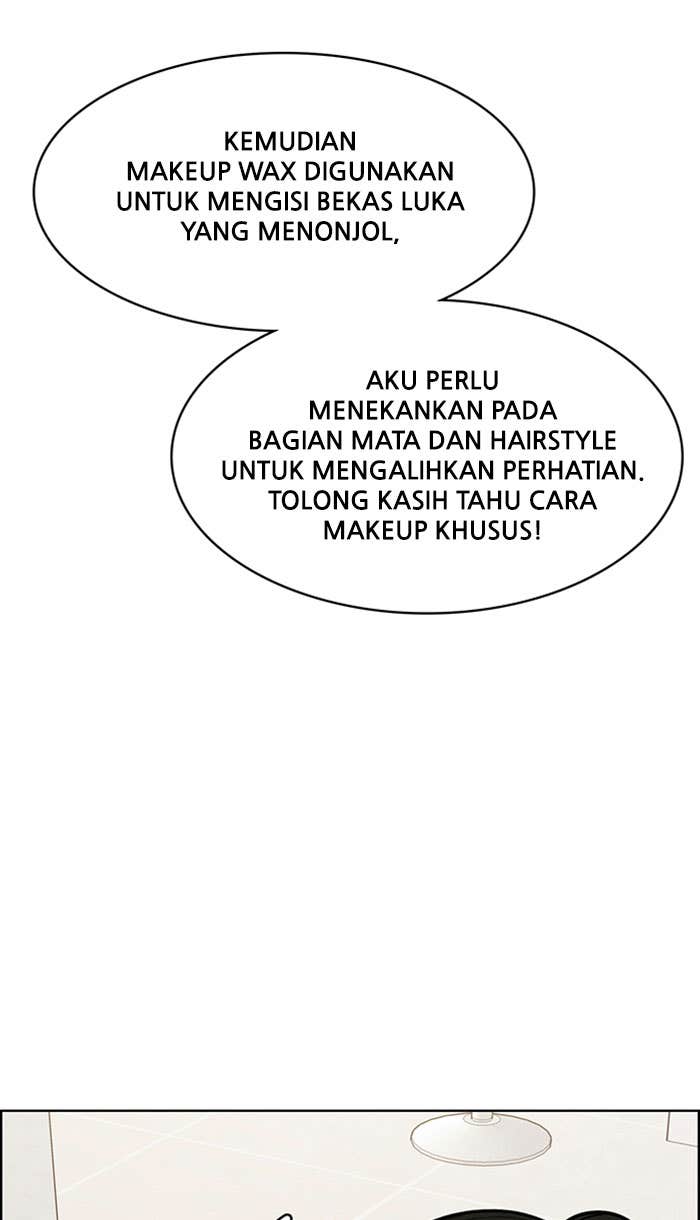 KEMUDIAN
MAKEUP WAX DIGUNAKAN
UNTUK MENGISI BEKAS LUKA
YANG MENONJOL,
AKU PERLU
MENEKANKAN PADA
BAGIAN MATA DAN HAIRSTYLE
UNTUK MENGALIHKAN PERHATIAN.
TOLONG KASIH TAHU CARA
MAKEUP KHUSUS!